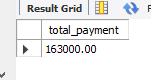 Result Grid
total_payment
163000.00